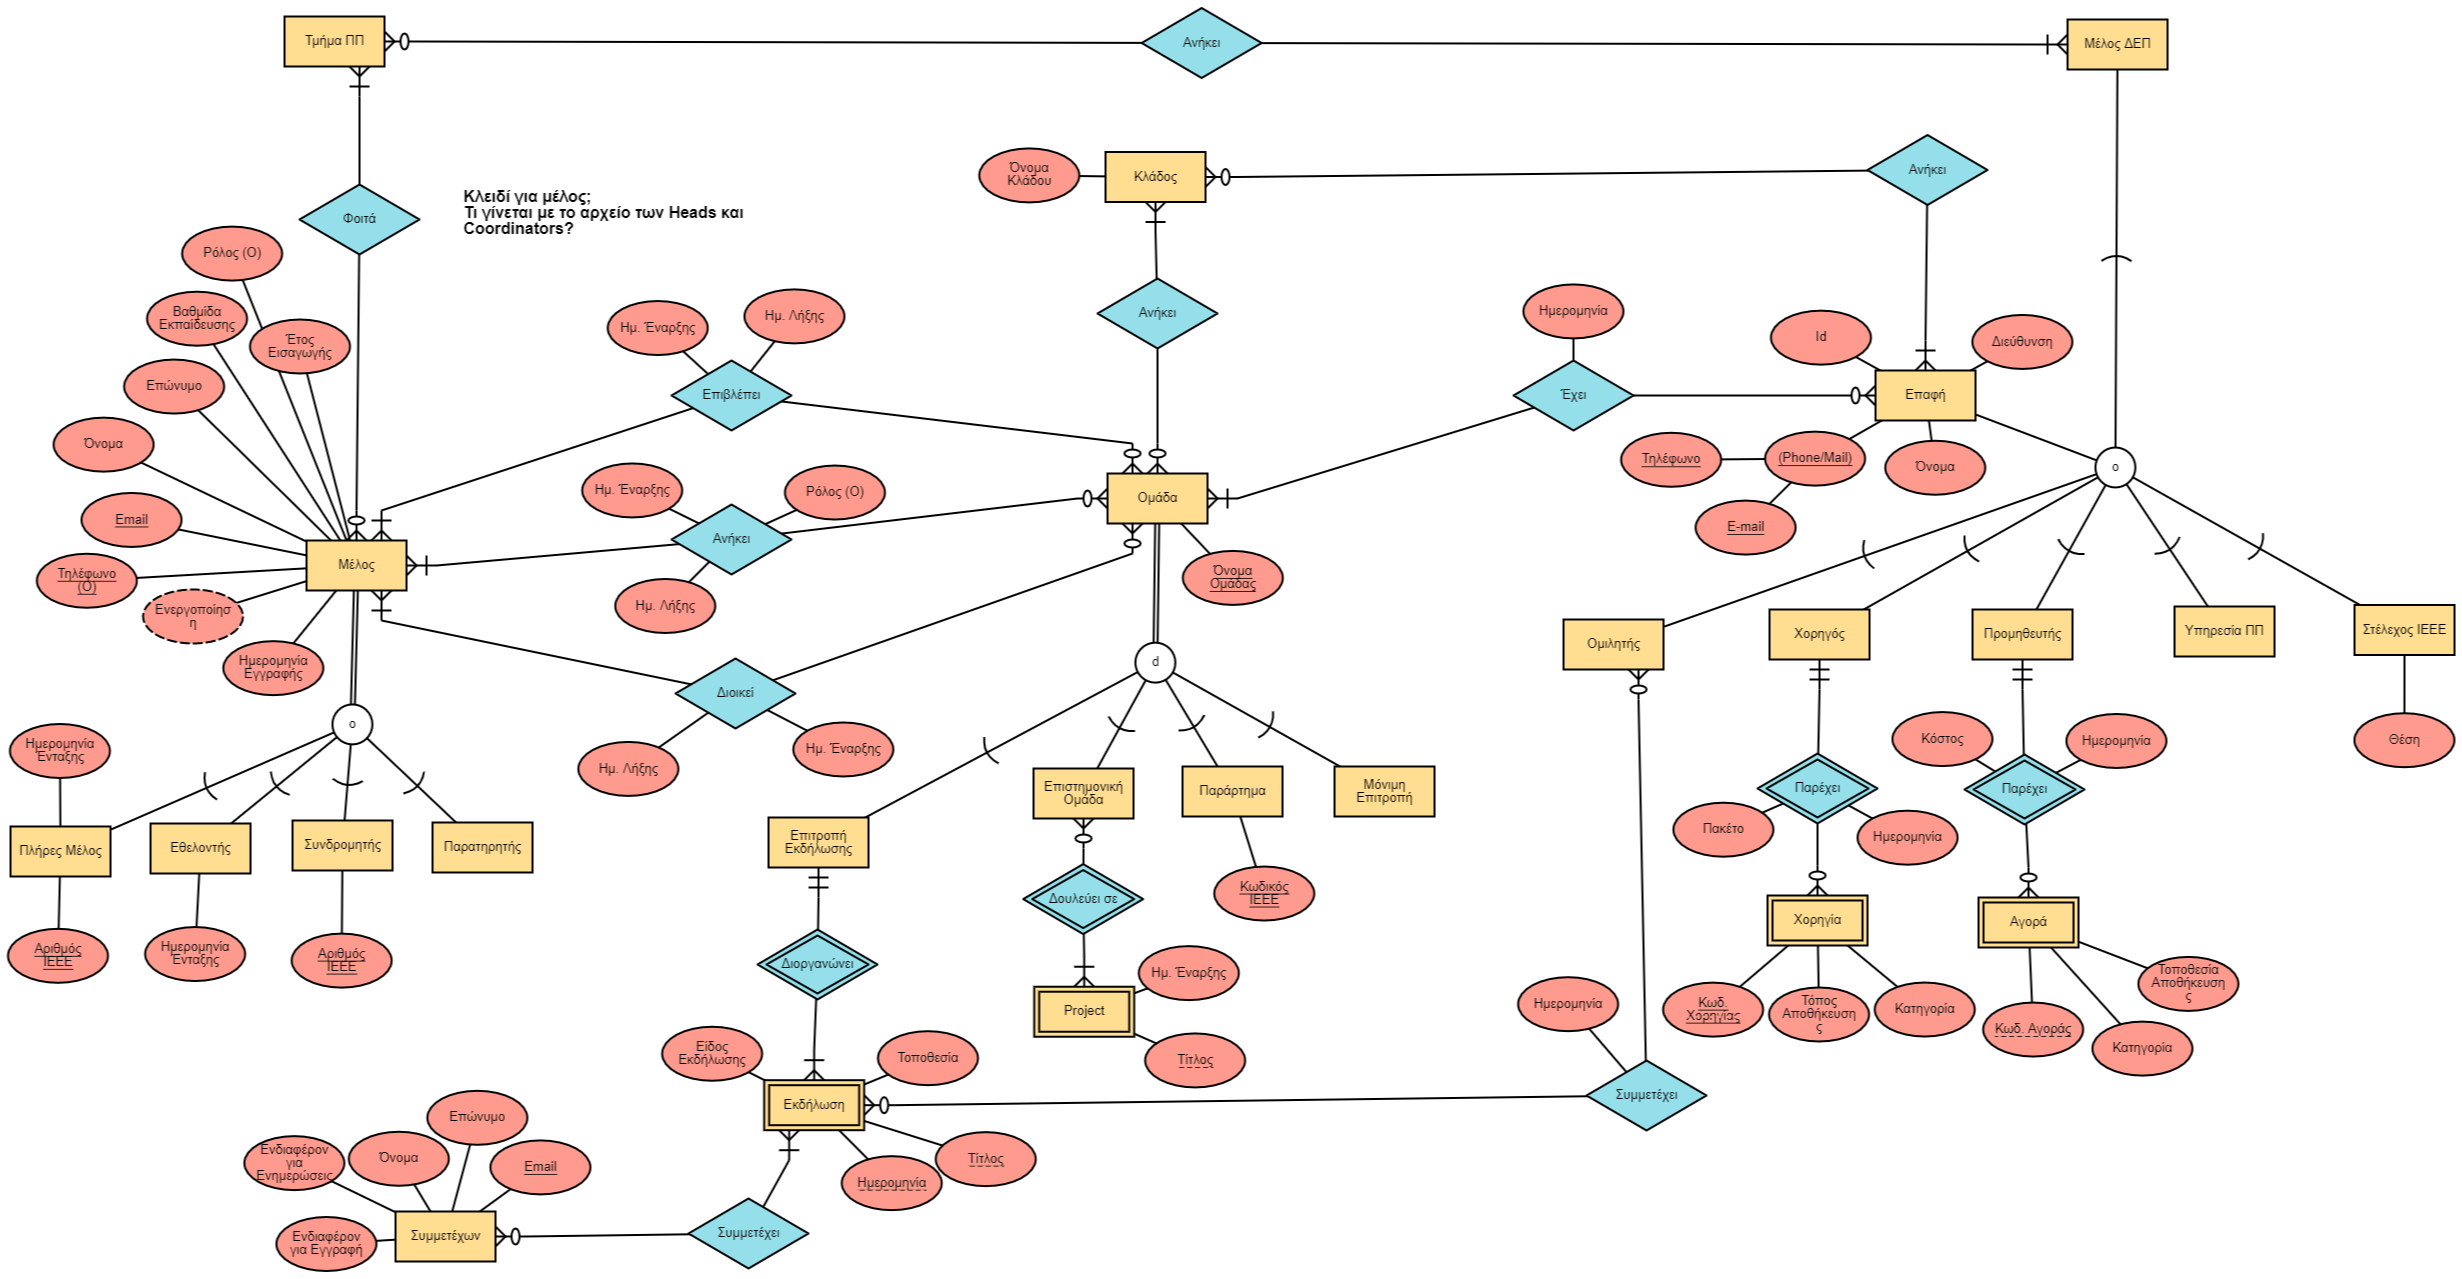 Τμήμα ΠΠ
Ανήκει
Μέλος ΔΕΠ
Όνομα
Κλάδου
Κλάδος
Ανήκει
Φοιτά
Κλειδί για μέλος;
Τι γίνεται με το αρχείο των Heads και
Coordinators?
Ρόλος (Ο)
Βαθμίδα
Εκπαίδευσης
Έτος
Εισαγωγής
Ημ. Έναρξης
Ημ. Λήξης
Ανήκει
Ημερομηνία
Id
Διεύθυνση
Επώνυμο
Επιβλέπει
Έχει
Επαφή
Όνομα
Τηλέφωνο
(Phone/Mail)
Όνομα
E-mail
ο
Email
Ημ. Έναρξης
Ρόλος (Ο)
Ομάδα
Ανήκει
Μέλος
Τηλέφωνο
(Ο)
Ενεργοποίησ
η
Ημ. Λήξης
Όνομα
Ομάδας
Ημερομηνία
Εγγραφής
d
Ομιλητής
Χορηγός
Προμηθευτής
Υπηρεσία ΠΠ
Στέλεχος ΙΕΕΕ
Διοικεί
ο
Ημερομηνία
Ένταξης
Ημ. Λήξης
Ημ. Έναρξης
Κόστος
Ημερομηνία
Θέση
Επιστημονική
Ομάδα
Παράρτημα
Μόνιμη
Επιτροπή
Παρέχει
Παρέχει
Πακέτο
Ημερομηνία
Πλήρες Μέλος
Εθελοντής
Συνδρομητής
Παρατηρητής
Επιτροπή
Εκδήλωσης
Δουλεύει σε
Κωδικός
ΙΕΕΕ
Χορηγία
Αγορά
Αριθμός
ΙΕΕΕ
Ημερομηνία
Ένταξης
Αριθμός
ΙΕΕΕ
Διοργανώνει
Ημ. Έναρξης
Project
Τίτλος
Ημερομηνία
Κωδ.
Χορηγίας
Τόπος
Αποθήκευση
ς
Κατηγορία
Κωδ. Αγοράς
Τοποθεσία
Αποθήκευση
ς
Κατηγορία
Είδος
Εκδήλωσης
Τοποθεσία
Εκδήλωση
Συμμετέχει
Τίτλος
Ημερομηνία
Ενδιαφέρον
για
Ενημερώσεις
Όνομα
Επώνυμο
Email
Ενδιαφέρον
για Εγγραφή
Συμμετέχων
Συμμετέχει